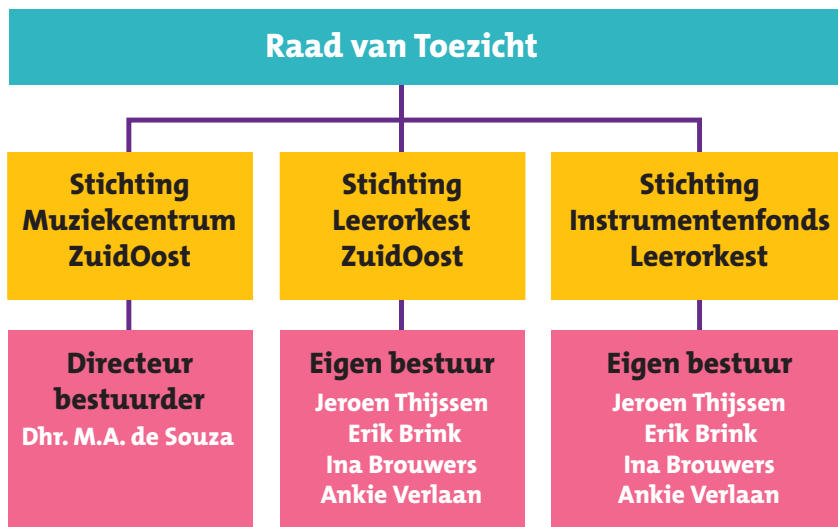 Raad van Toezicht
Stichting
Muziekcentrum
ZuidOost
Stichting
Leerorkest
ZuidOost
Stichting
Instrumentenfonds
Leerorkest
Directeur
bestuurder
Dhr. M.A. de Souza
Eigen bestuur
Jeroen Thijssen
Erik Brink
Ina Brouwers
Ankie Verlaan
Eigen bestuur
Jeroen Thijssen
Erik Brink
Ina Brouwers
Ankie Verlaan